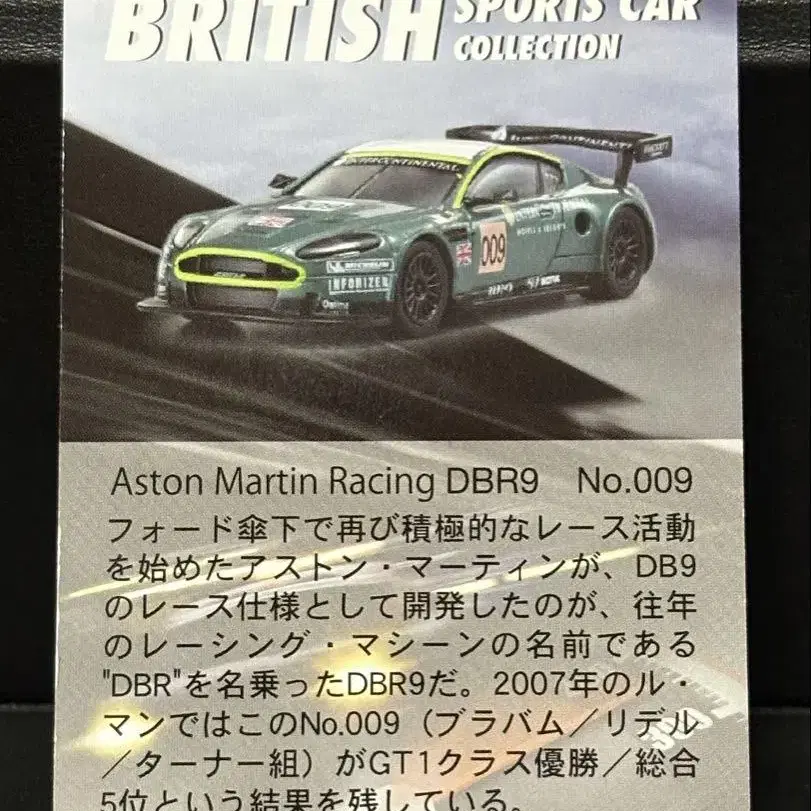 BRITISH SPORTS CAR
COLLECTION
INTERCONTINENTAL
009
MICHELIN
Aston Martin Racing DBR9 No.009
フォード傘下で再び積極的なレース活動
を始めたアストン・マーティンが、DB9
のレース仕様として開発したのが、往年
のレーシング・マシーンの名前である
"DBR"を名乗ったDBR9だ。2007年のル・
マンではこのNo.009（ブラバム／リデル
／ターナー組）がGT1クラス優勝／総合
5位という結果を残している。